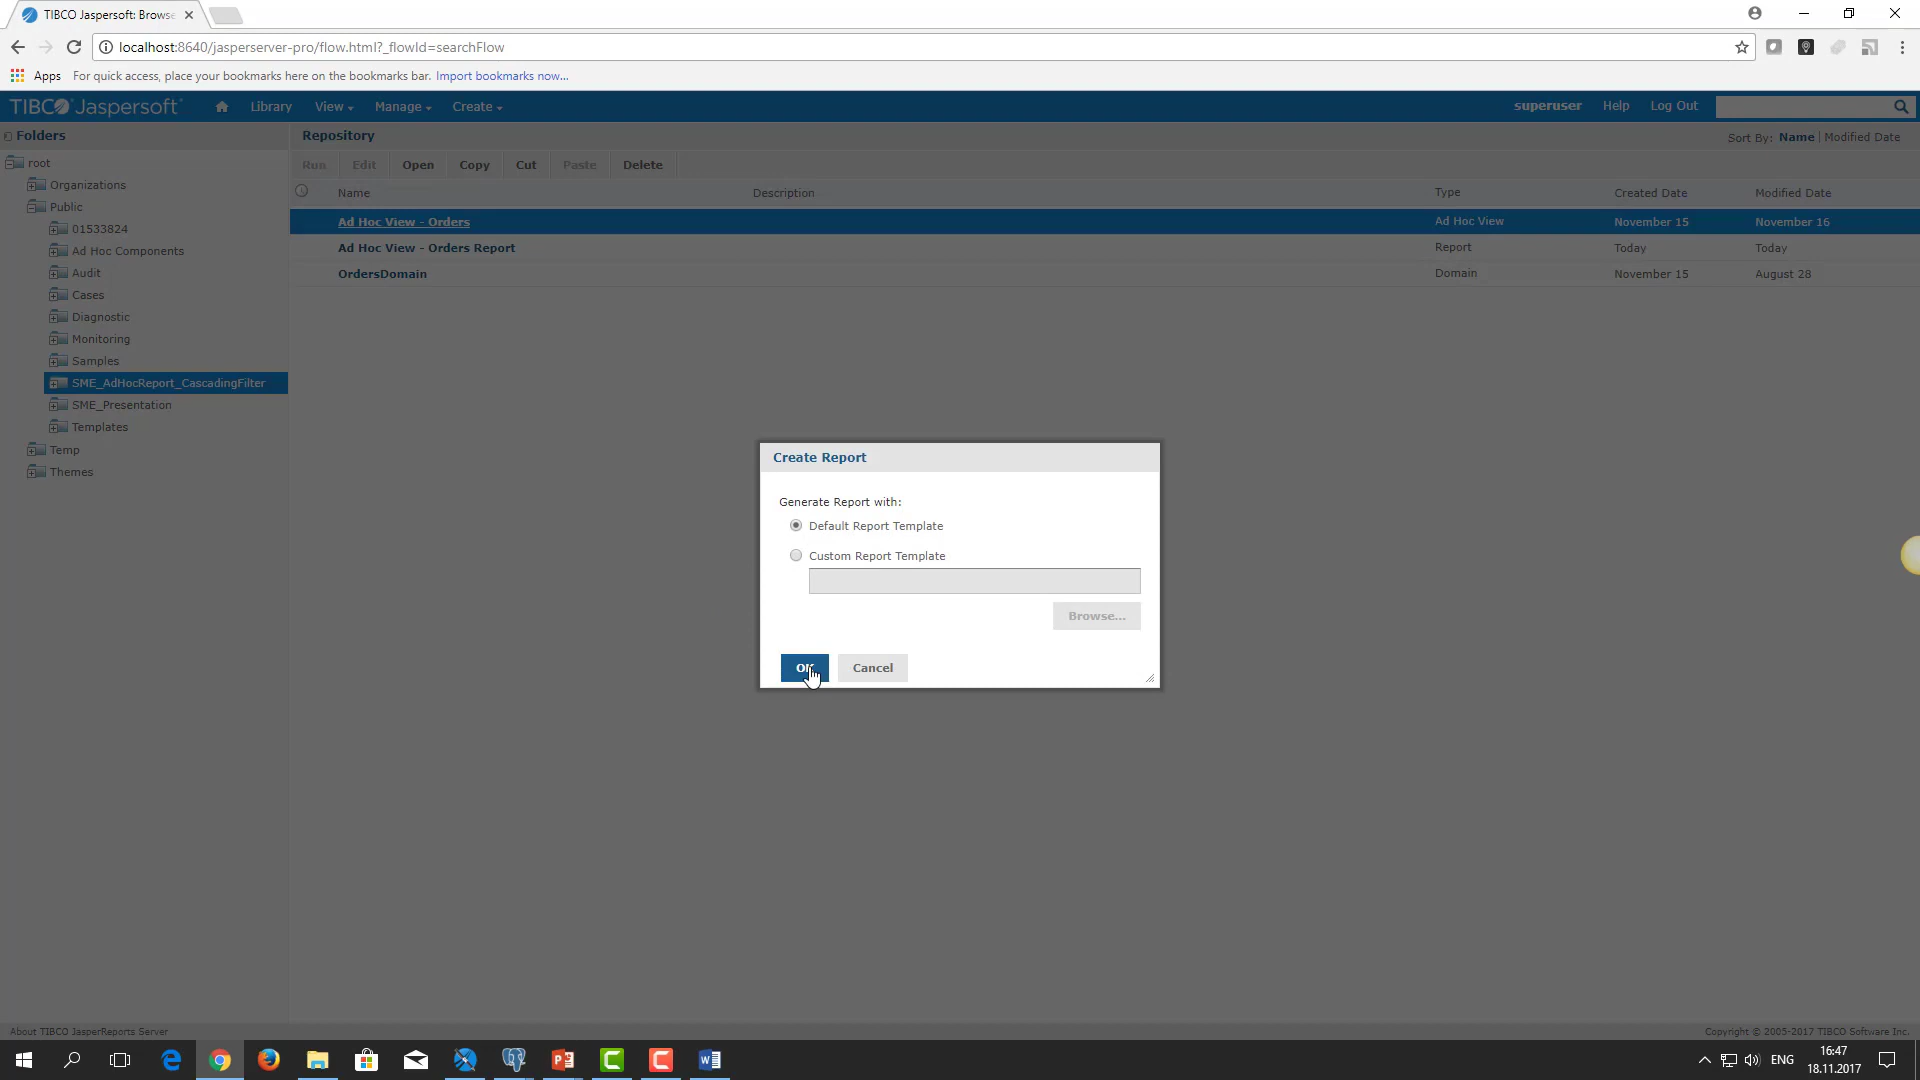 TIBCO Jaspersoft: Browse
localhost:8640/jasperserver-pro/flow.html?_flowId=searchFlow
Apps For quick access, place your bookmarks here on the bookmarks bar. Import bookmarks now...
TIBCO Jaspersoft Library View Manage Create superuser Help Log Out
Folders
Repository
Sort By: Name | Modified Date
root
Organizations
Public
01533824
Ad Hoc Components
Audit
Cases
Diagnostic
Monitoring
Samples
SME_AdHocReport_CascadingFilter
SME_Presentation
Templates
Temp
Themes
Run Edit Open Copy Cut Paste Delete
Name Description Type Created Date Modified Date
Ad Hoc View - Orders Ad Hoc View November 15 November 16
Ad Hoc View - Orders Report Report Today Today
OrdersDomain Domain November 15 August 28
Create Report
Generate Report with:
Default Report Template
Custom Report Template
Browse...
OK Cancel
About TIBCO JasperReports Server
Copyright © 2005-2017 TIBCO Software Inc.
ENG
16:47
18.11.2017